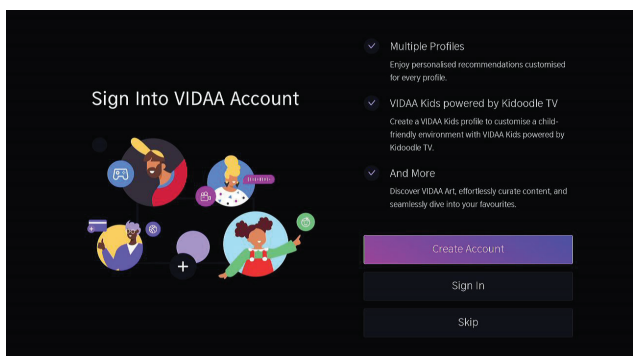 Sign Into VIDAA Account
Multiple Profiles
Enjoy personalised recommendations customised
for every profile.
VIDAA Kids powered by Kidoodle TV
Create a VIDAA Kids profile to customise a child-
friendly environment with VIDAA Kids powered by
Kidoodle TV.
And More
Discover VIDAA Art, effortlessly curate content, and
seamlessly dive into your favourites.
Create Account
Sign In
Skip